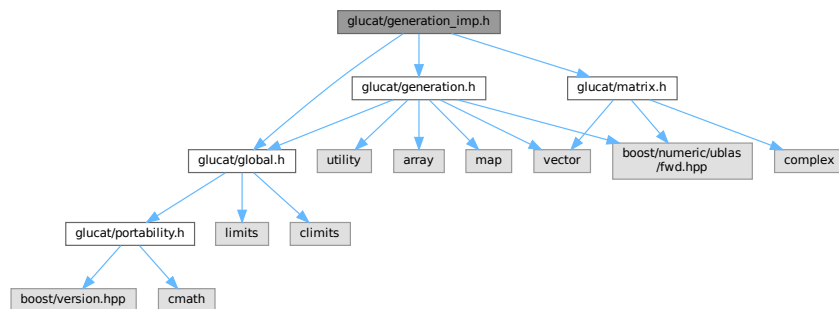 glucat/generation_imp.h
glucat/generation.h
glucat/matrix.h
glucat/global.h
utility
array
map
vector
boost/numeric/ublas
/fwd.hpp
complex
glucat/portability.h
limits
climits
boost/version.hpp
cmath